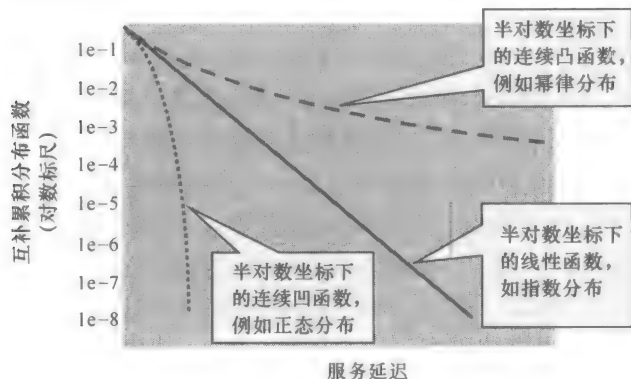 互补累积分布函数
(对数标尺)
1e-1
1e-2
1e-3
1e-4
1e-5
1e-6
1e-7
1e-8
半对数坐标下
的连续凸函数,
例如幂律分布
半对数坐标下
的线性函数,
如指数分布
半对数坐标下
的连续凹函数,
例如正态分布
服务延迟